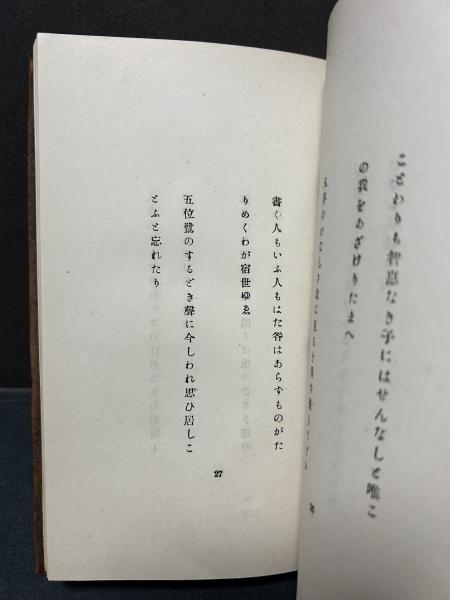 ことわりも智慧なき子にはせんなしと唯こ
の我をあざけりたまへ
書く人もいふ人もはた咎はあらずものがた
りめくわが宿世ゆゑ
五位鷺のするどき聲に今しわれ思ひ居しこ
とふと忘れたり
27